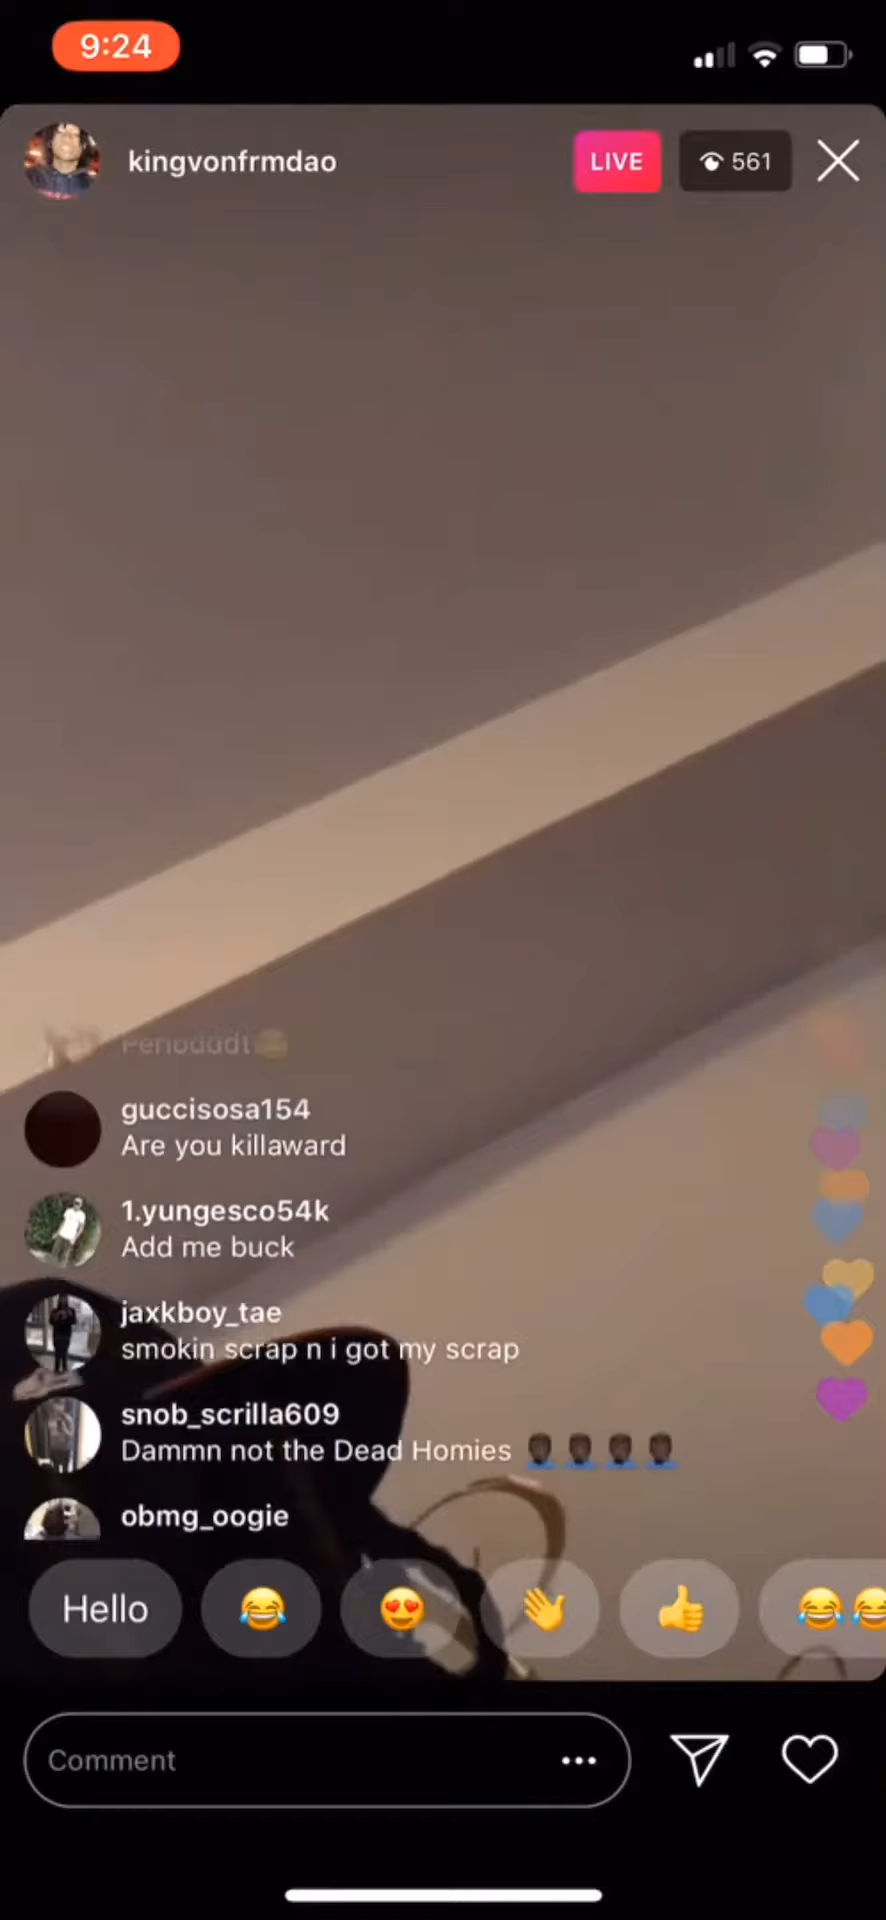 9:24
kingvonfrmdao
LIVE
561
guccisosa154
Are you killaward
1.yungesco54k
Add me buck
jaxkboy_tae
smokin scrap n i got my scrap
snob_scrilla609
Dammn not the Dead Homies
obmg_oogie
Hello
Comment